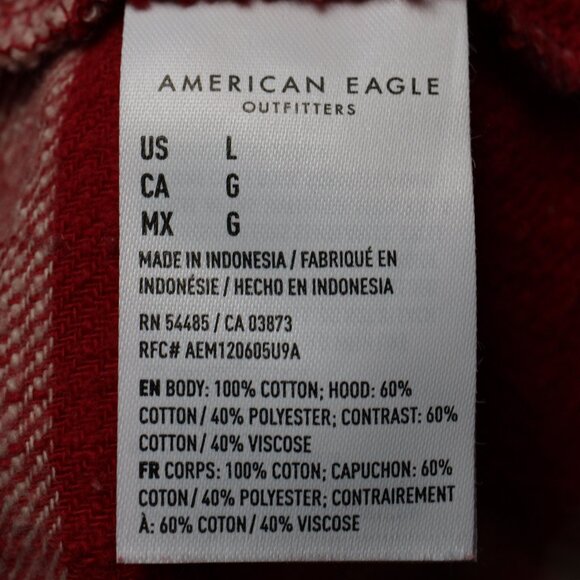 AMERICAN EAGLE
OUTFITTERS
US L
CA G
MX G
MADE IN INDONESIA / FABRIQUÉ EN
INDONÉSIE / HECHO EN INDONESIA
RN 54485 / CA 03873
RFC# AEM120605U9A
EN BODY: 100% COTTON; HOOD: 60%
COTTON / 40% POLYESTER; CONTRAST: 60%
COTTON / 40% VISCOSE
FR CORPS: 100% COTON; CAPUCHON: 60%
COTON / 40% POLYESTER; CONTRAIREMENT
À: 60% COTON / 40% VISCOSE